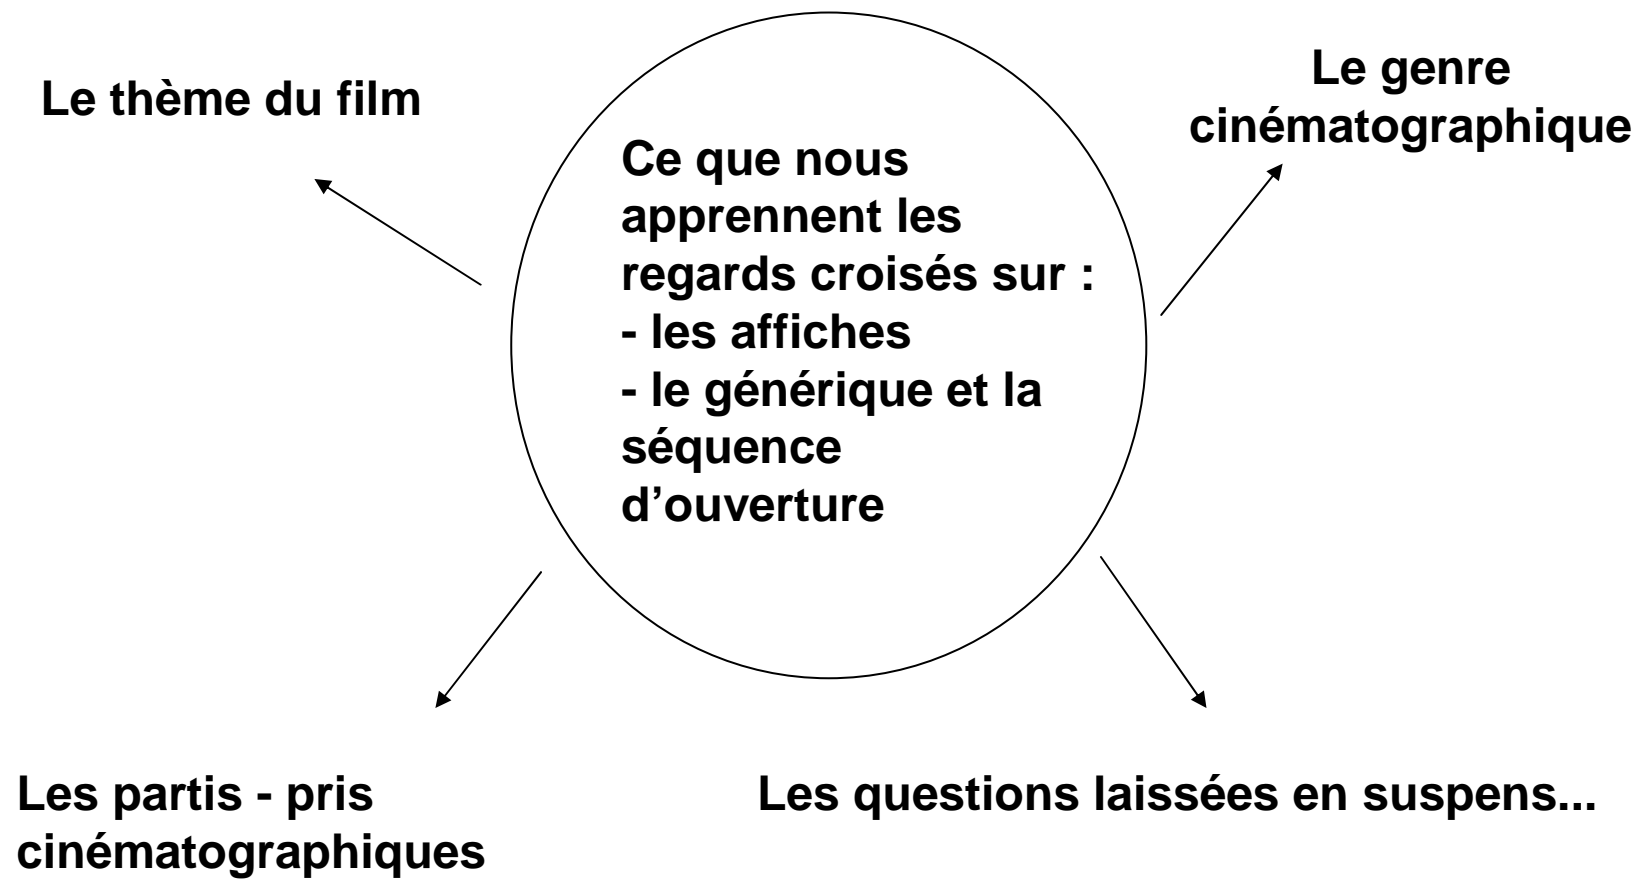 Le thème du film
Le genre
cinématographique
Ce que nous
apprennent les
regards croisés sur :
- les affiches
- le générique et la
séquence
d’ouverture
Les partis - pris
cinématographiques
Les questions laissées en suspens...